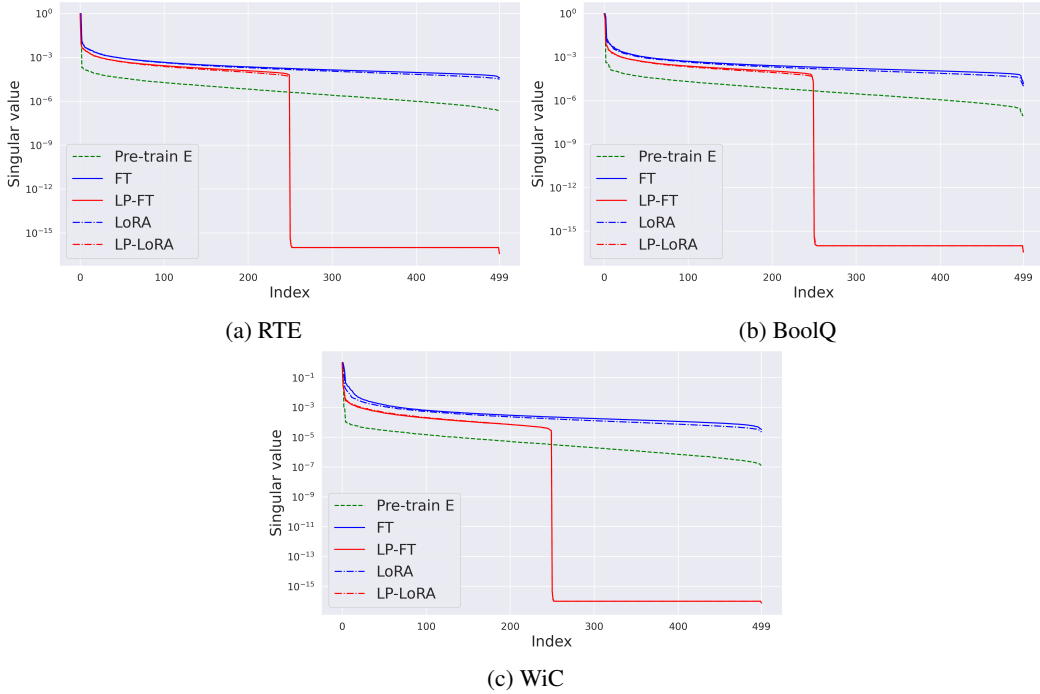 10^0
10^-3
10^-6
10^-9
10^-12
10^-15
Singular value
Pre-train E
FT
LP-FT
LoRA
LP-LoRA
0 100 200 300 400 499
Index
(a) RTE
10^0
10^-3
10^-6
10^-9
10^-12
10^-15
Singular value
Pre-train E
FT
LP-FT
LoRA
LP-LoRA
0 100 200 300 400 499
Index
(b) BoolQ
10^-1
10^-3
10^-5
10^-7
10^-9
10^-11
10^-13
10^-15
Singular value
Pre-train E
FT
LP-FT
LoRA
LP-LoRA
0 100 200 300 400 499
Index
(c) WiC